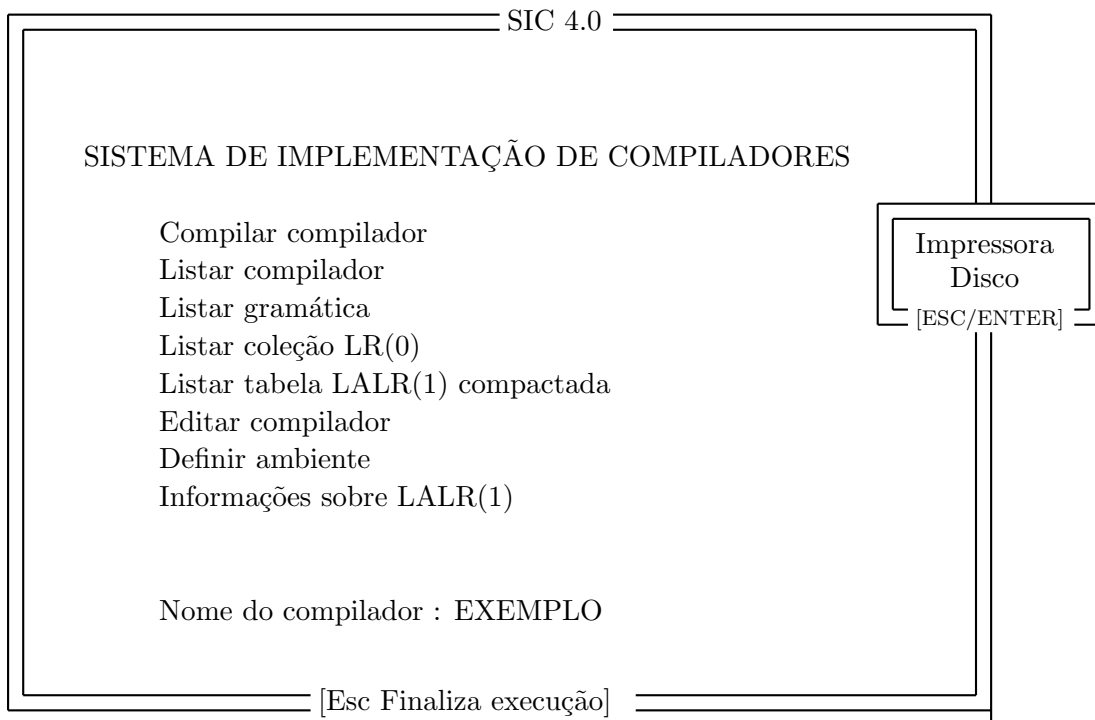 SIC 4.0
SISTEMA DE IMPLEMENTAÇÃO DE COMPILADORES
Compilar compilador
Listar compilador
Listar gramática
Listar coleção LR(0)
Listar tabela LALR(1) compactada
Editar compilador
Definir ambiente
Informações sobre LALR(1)
Impressora
Disco
[ESC/ENTER]
Nome do compilador : EXEMPLO
[Esc Finaliza execução]